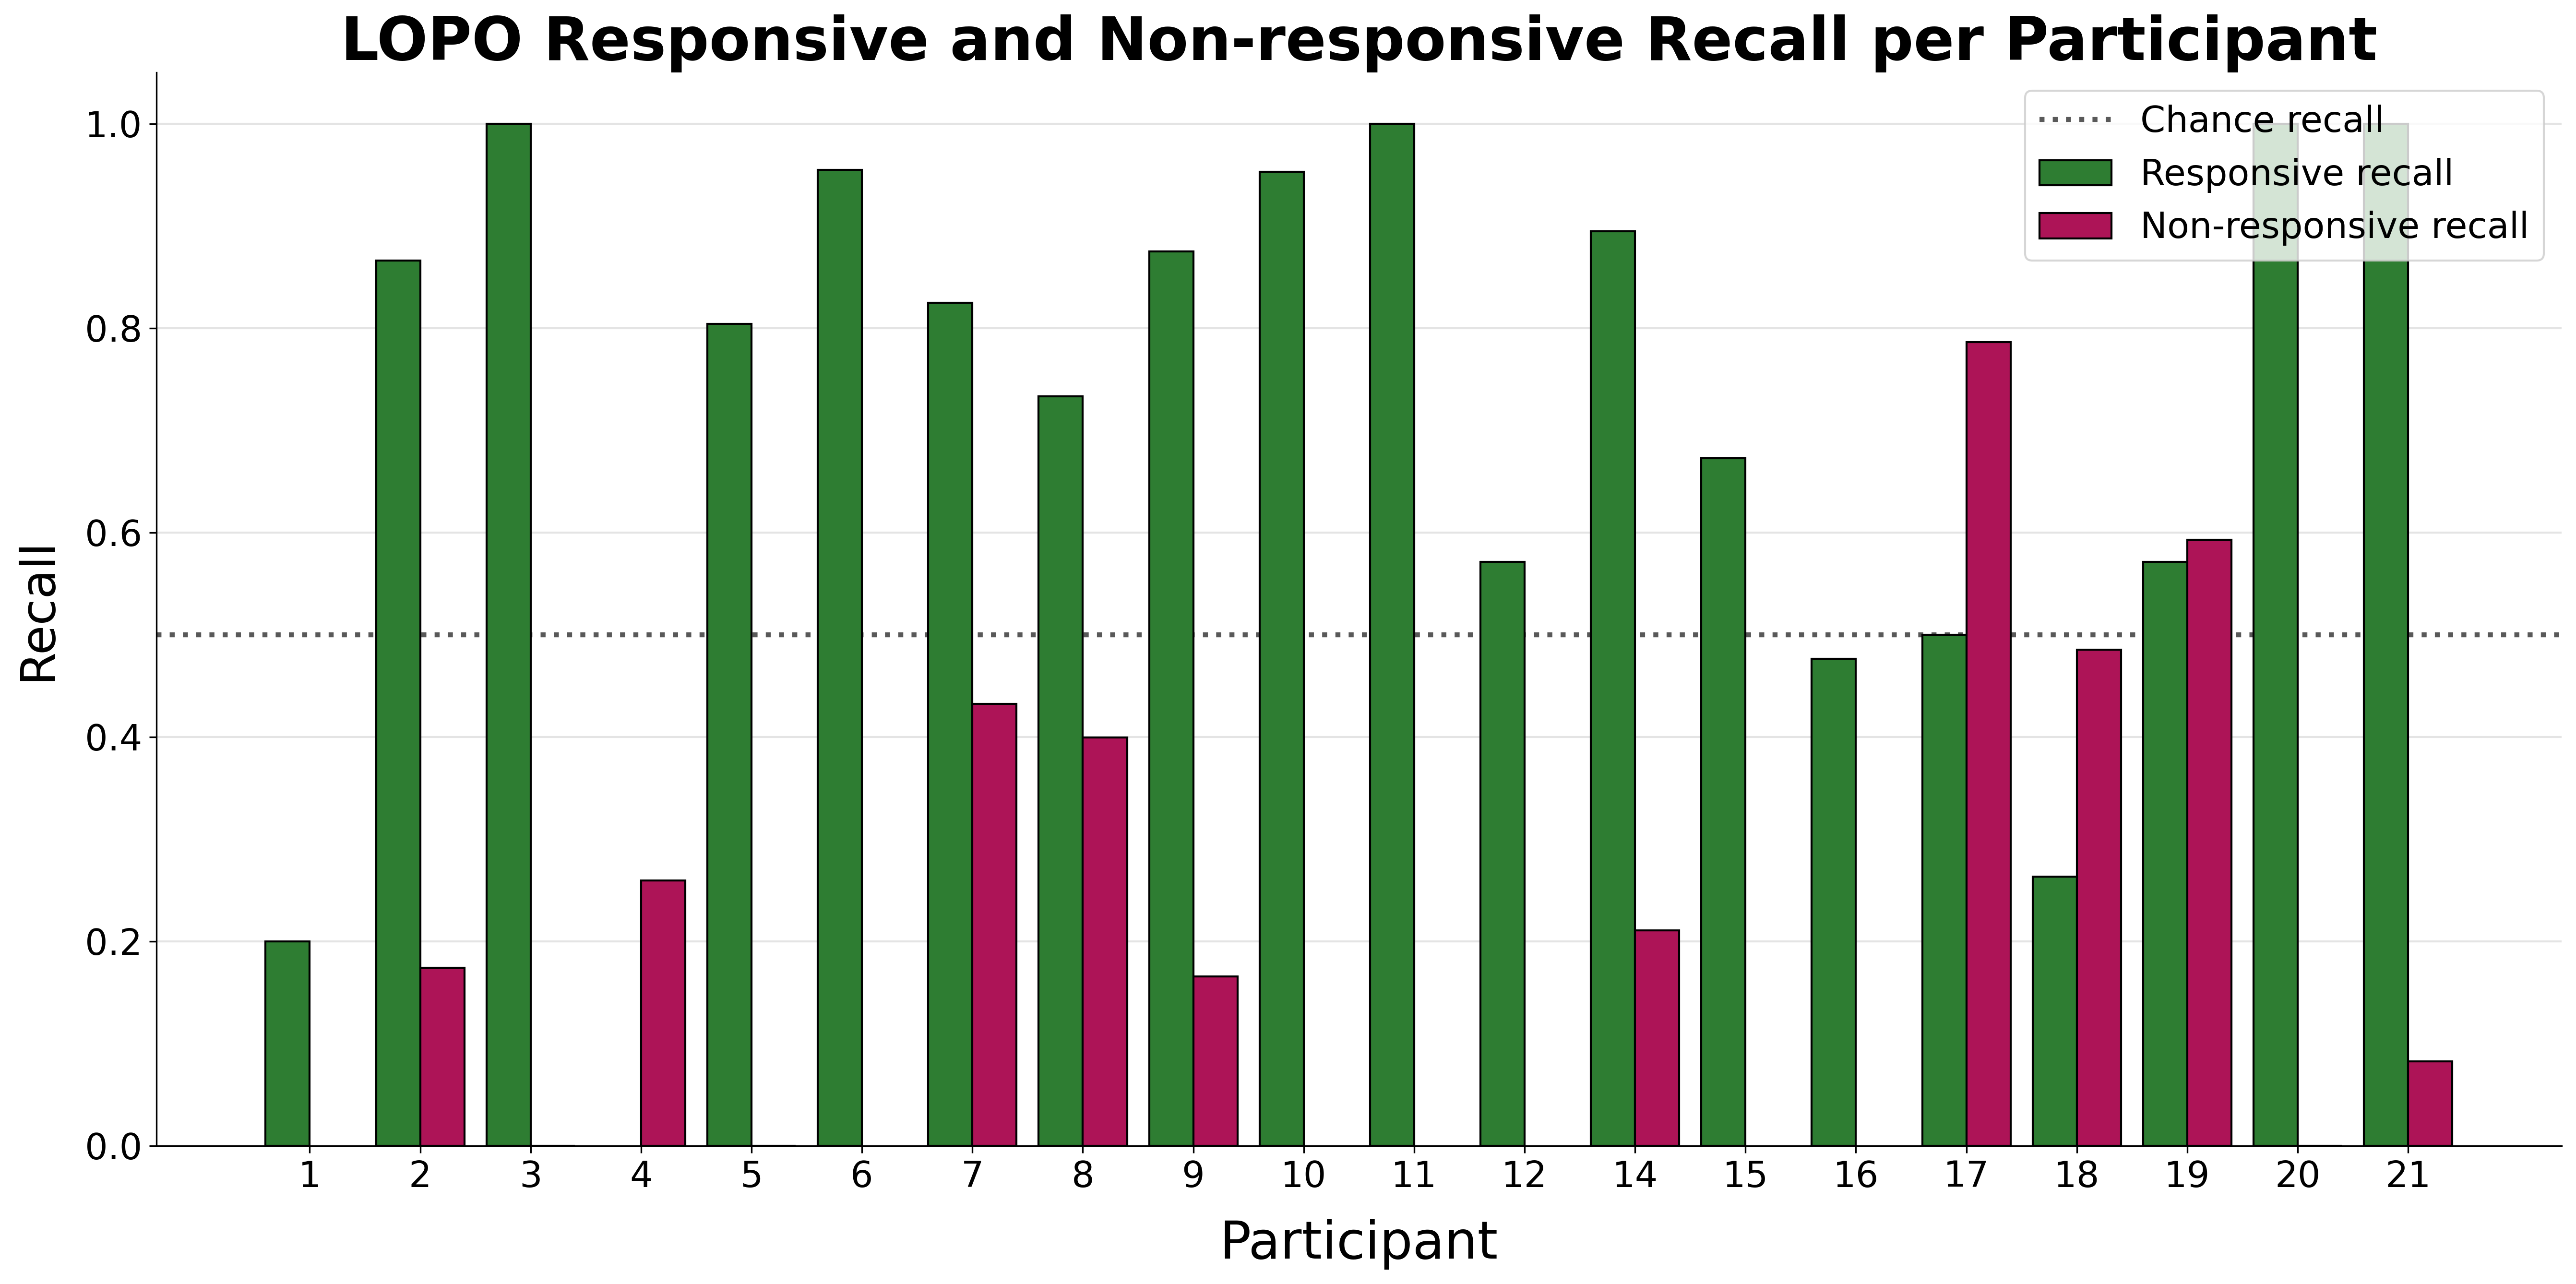 LOPO Responsive and Non-responsive Recall per Participant
Chance recall
Responsive recall
Non-responsive recall
1.0
0.8
0.6
0.4
0.2
0.0
Recall
1 2 3 4 5 6 7 8 9 10 11 12 14 15 16 17 18 19 20 21
Participant